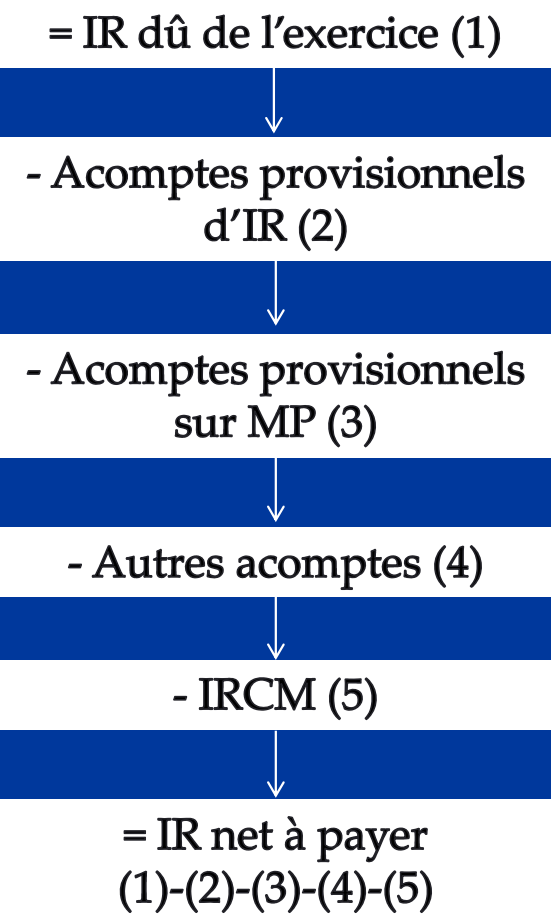 = IR dû de l’exercice (1)
- Acomptes provisionnels
d’IR (2)
- Acomptes provisionnels
sur MP (3)
- Autres acomptes (4)
- IRCM (5)
= IR net à payer
(1)-(2)-(3)-(4)-(5)